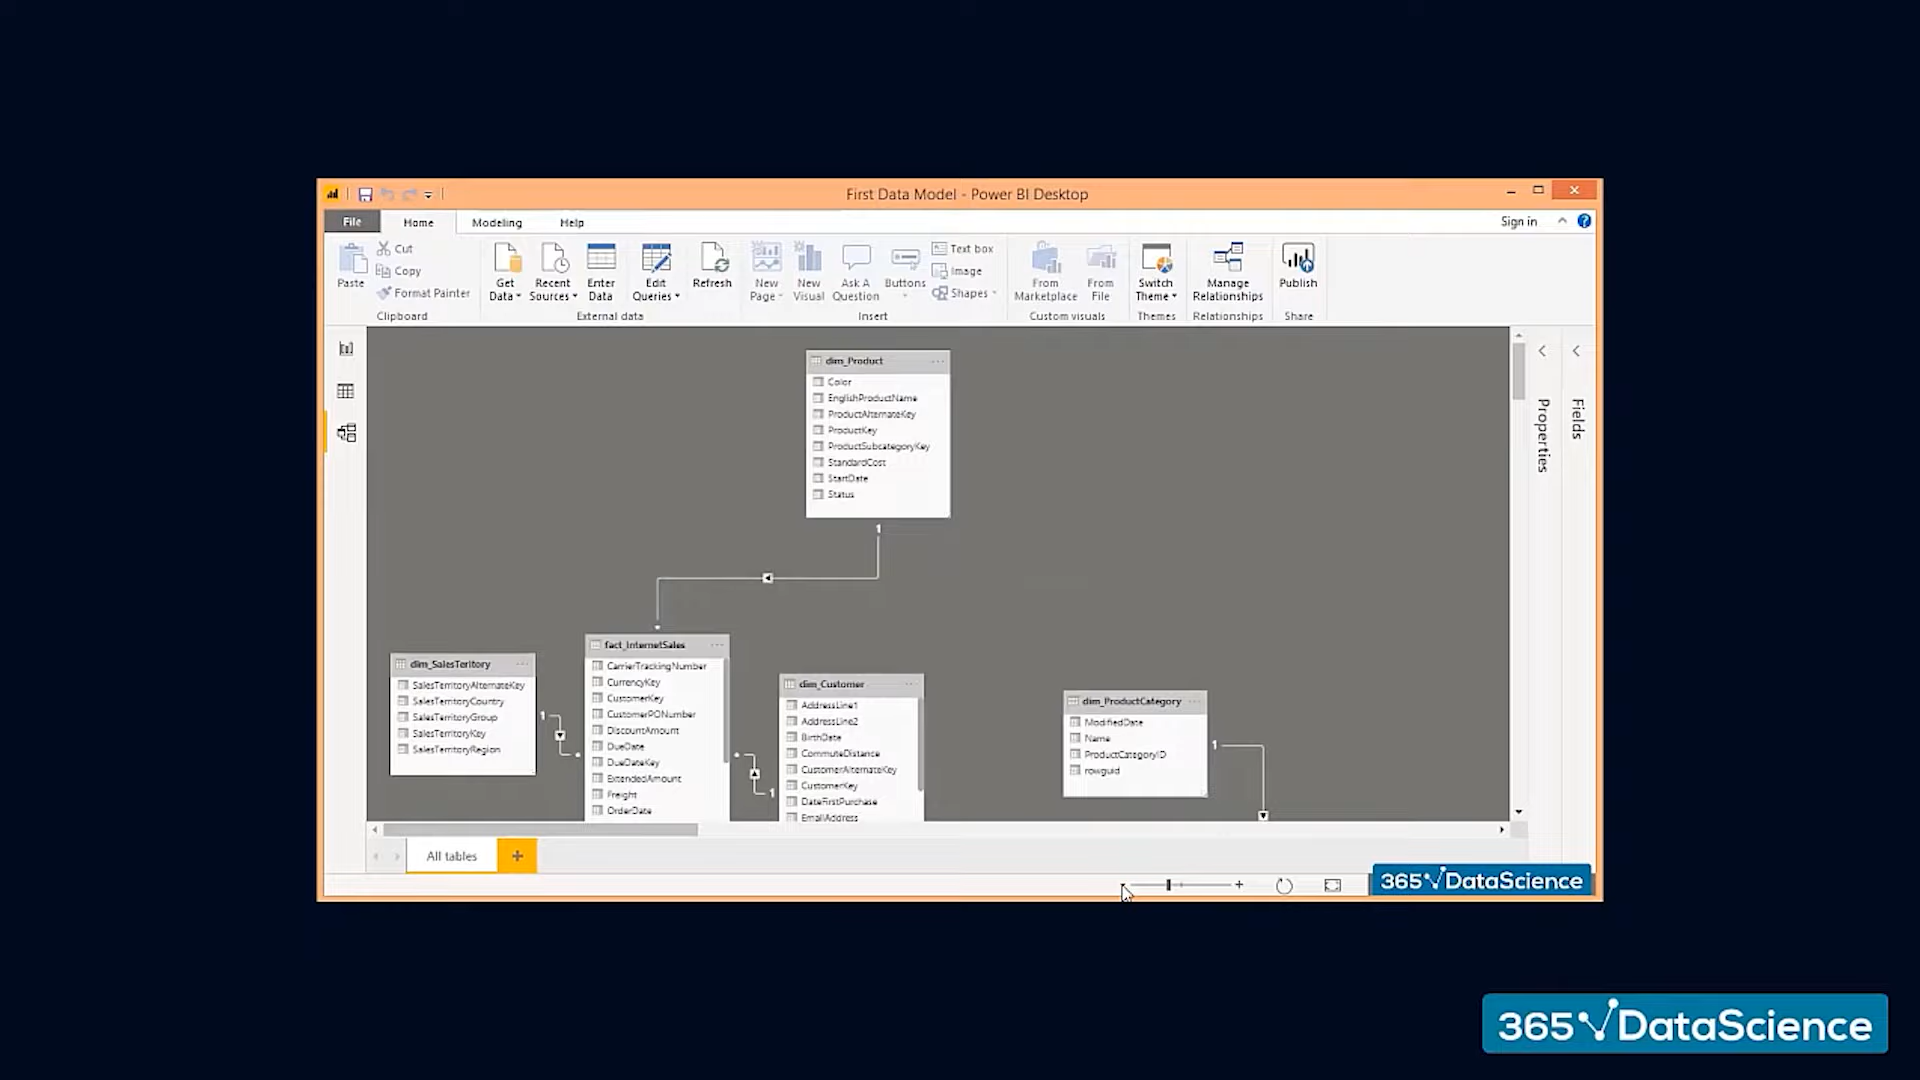 First Data Model - Power BI Desktop
File Home Modeling Help Sign in
Paste
Cut
Copy
Format Painter
Clipboard
Get Data
Recent Sources
Enter Data
Edit Queries
Refresh
External data
New Page
New Visual
Ask A Question
Buttons
Text box
Image
Shapes
Insert
From Marketplace
From File
Custom visuals
Switch Theme
Themes
Manage Relationships
Relationships
Publish
Share
dim_Product
Color
EnglishProductName
ProductAlternateKey
ProductKey
ProductSubcategoryKey
StandardCost
StartDate
Status
1
dim_SalesTeritory
SalesTerritoryAlternateKey
SalesTerritoryCountry
SalesTerritoryGroup
SalesTerritoryKey
SalesTerritoryRegion
1
fact_InternetSales
CarrierTrackingNumber
CurrencyKey
CustomerKey
CustomerPONumber
DiscountAmount
DueDate
DueDateKey
ExtendedAmount
Freight
OrderDate
1
dim_Customer
AddressLine1
AddressLine2
BirthDate
CommuteDistance
CustomerAlternateKey
CustomerKey
DateFirstPurchase
EmailAddress
dim_ProductCategory
ModifiedDate
Name
ProductCategoryID
rowguid
1
Properties
Fields
All tables
365 DataScience
365 DataScience